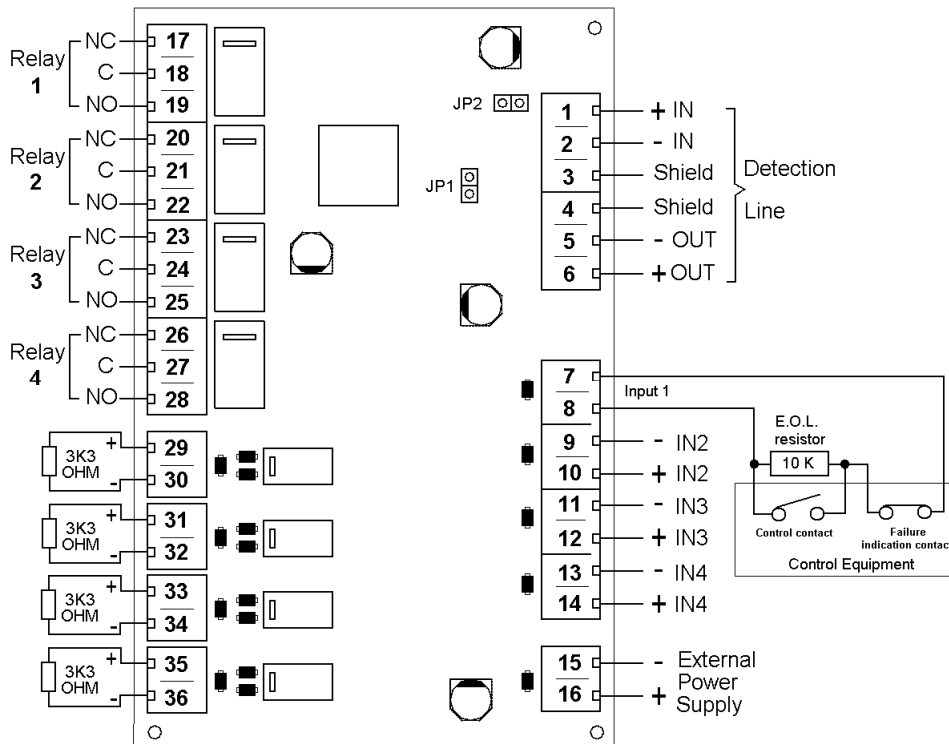 Relay
1
NC 17
C 18
NO 19
Relay
2
NC 20
C 21
NO 22
Relay
3
NC 23
C 24
NO 25
Relay
4
NC 26
C 27
NO 28
3K3
OHM
+ 29
- 30
3K3
OHM
+ 31
- 32
3K3
OHM
+ 33
- 34
3K3
OHM
+ 35
- 36
JP2
JP1
1 + IN
2 - IN
3 Shield
4 Shield
5 - OUT
6 + OUT
Detection
Line
7
8
Input 1
9 - IN2
10 + IN2
11 - IN3
12 + IN3
13 - IN4
14 + IN4
15 -
16 +
External
Power
Supply
E.O.L.
resistor
10 K
Control contact
Failure
indication contac
Control Equipment